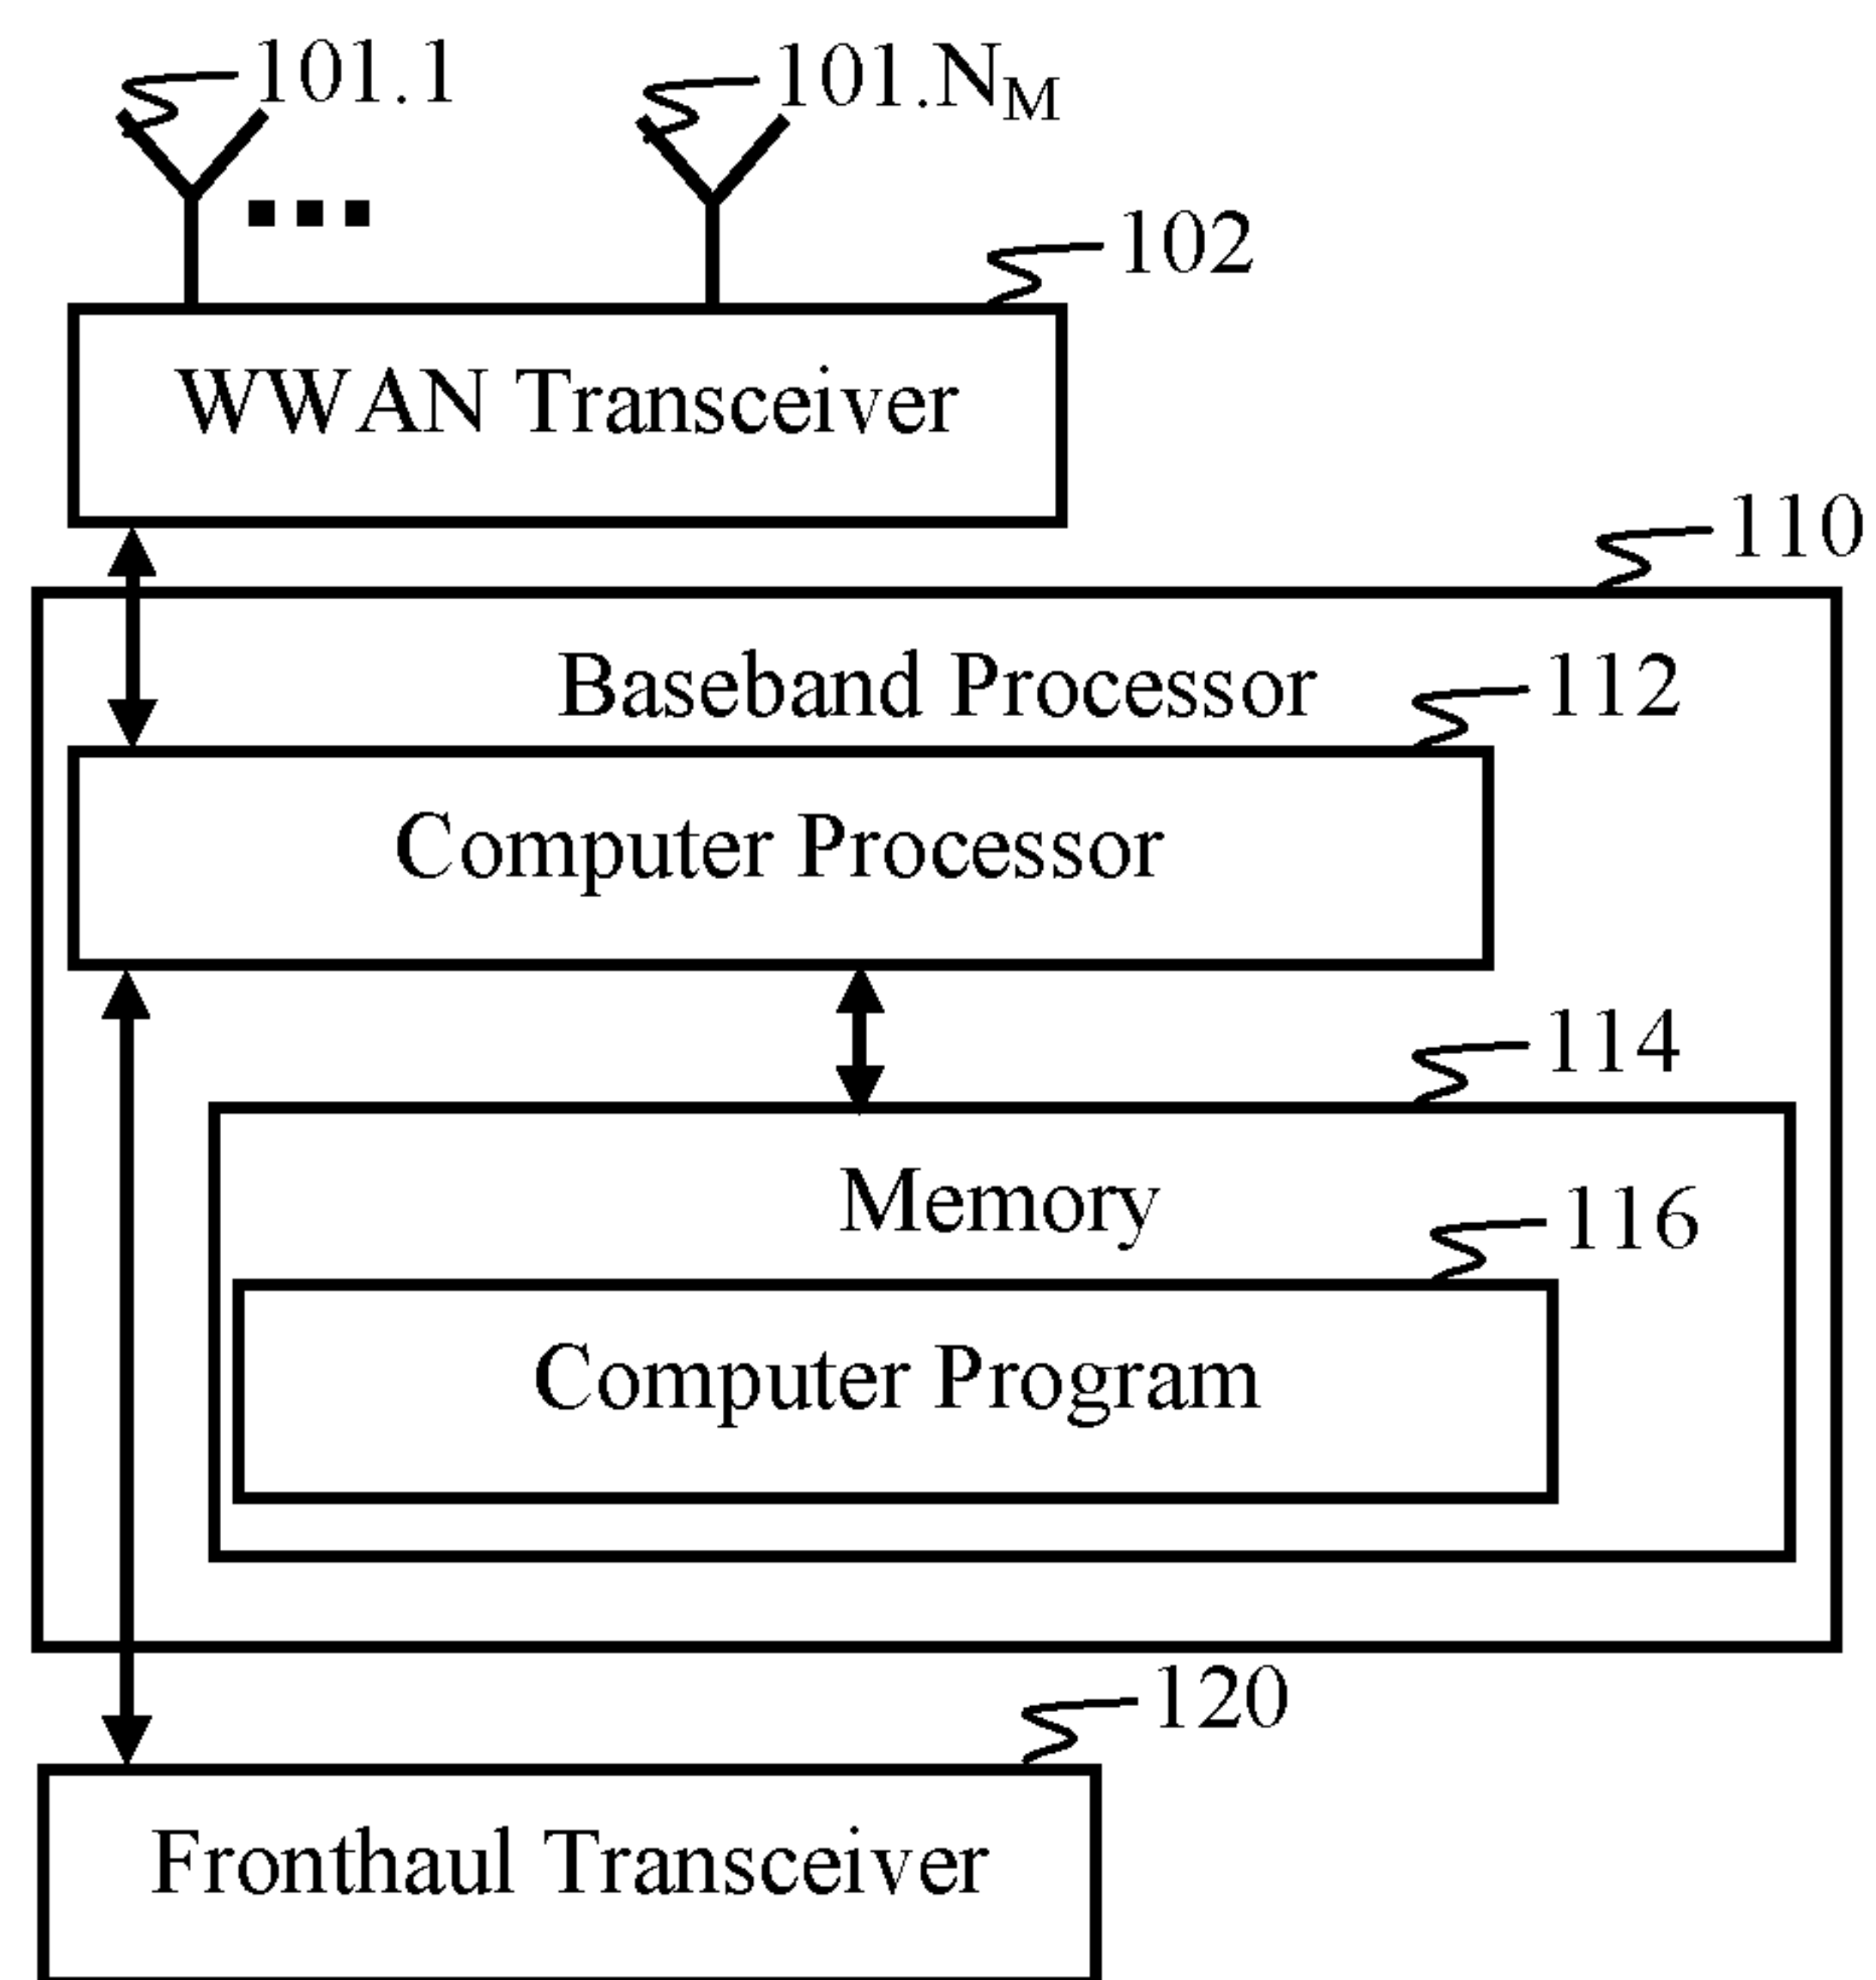 101.1
101.N_M
102
WWAN Transceiver
110
Baseband Processor
112
Computer Processor
114
Memory
116
Computer Program
120
Fronthaul Transceiver